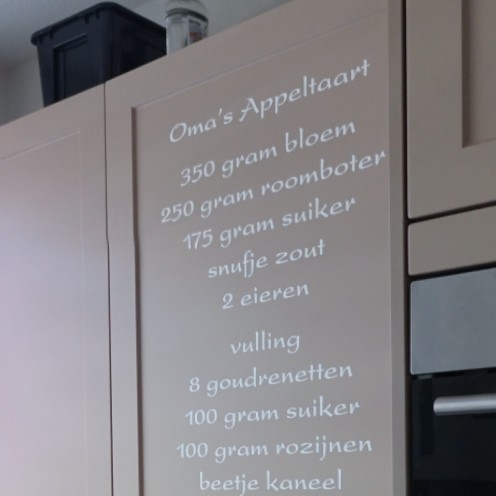 Oma's Appeltaart
350 gram bloem
250 gram roomboter
175 gram suiker
snufje zout
2 eieren
vulling
8 goudrenetten
100 gram suiker
100 gram rozijnen
beetje kaneel